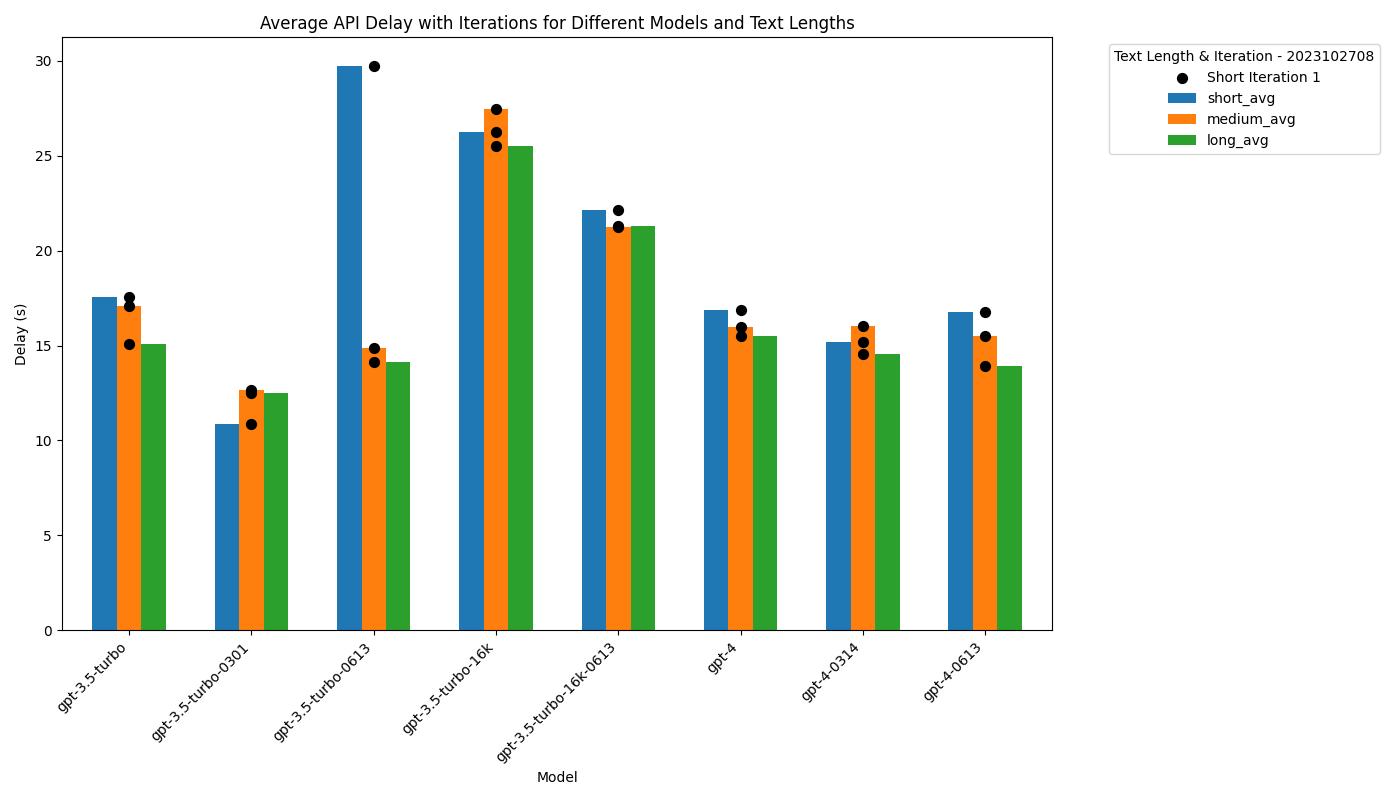 Average API Delay with Iterations for Different Models and Text Lengths
Text Length & Iteration - 2023102708
Short Iteration 1
short_avg
medium_avg
long_avg
Delay (s)
30
25
20
15
10
5
0
gpt-3.5-turbo
gpt-3.5-turbo-0301
gpt-3.5-turbo-0613
gpt-3.5-turbo-16k
gpt-3.5-turbo-16k-0613
gpt-4
gpt-4-0314
gpt-4-0613
Model